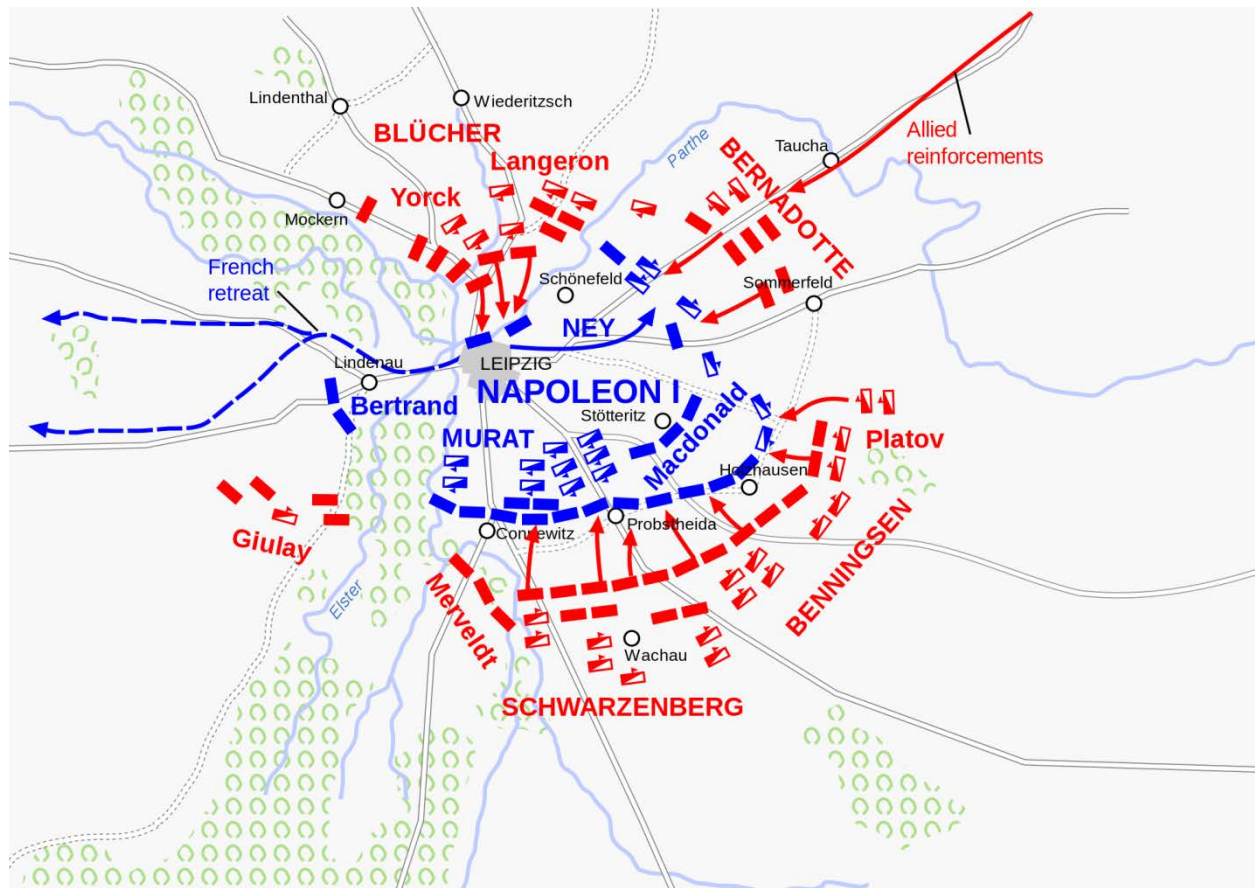 Lindenthal
Wiederitzsch
BLÜCHER
Langeron
Parthe
Taucha
Allied
reinforcements
BERNADOTTE
Yorck
Mockern
French
retreat
Schönefeld
Sommerfeld
NEY
LEIPZIG
Lindenau
NAPOLEON I
Bertrand
Stötteritz
Macdonald
MURAT
Platov
Holzhausen
Giulay
Connewitz
Probstheida
BENNINGSEN
Elster
Merveldt
Wachau
SCHWARZENBERG